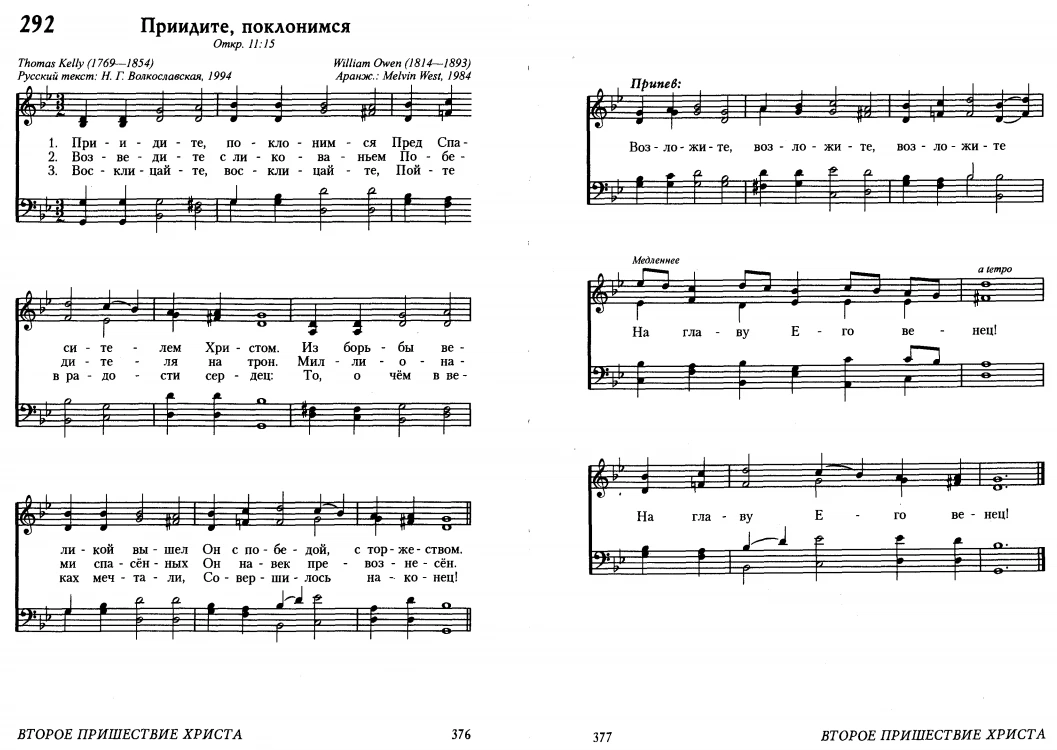 292
Приидите, поклонимся
Откр. 11:15
Thomas Kelly (1769—1854)
William Owen (1814—1893)
Русский текст: Н. Г. Волкославская, 1994
Аранж.: Melvin West, 1984
1. При - и - ди - те, по - кло - ним - ся Пред Спа-
2. Воз - ве - ди - те с ли - ко - ва - ньем По - бе -
3. Вос - кли - цай - те, вос - кли - цай - те, Пой - те
си - те - лем Хри - стом. Из борь - бы ве -
ди - те - ля на трон. Мил - ли - о - на -
в ра - до - сти сер - дец: То, о чём в ве -
ли - кой вы - шел Он с по - бе - дой, с тор - же - ством.
ми спа - сён - ных Он на - век пре - воз - не - сён.
ках меч - та - ли, Со - вер - ши - лось на - ко - нец!
ВТОРОЕ ПРИШЕСТВИЕ ХРИСТА
376
Припев:
Воз - ло - жи - те, воз - ло - жи - те, воз - ло - жи - те
Медленнее
a tempo
На гла - ву Е - го ве - нец!
На гла - ву Е - го ве - нец!
377
ВТОРОЕ ПРИШЕСТВИЕ ХРИСТА